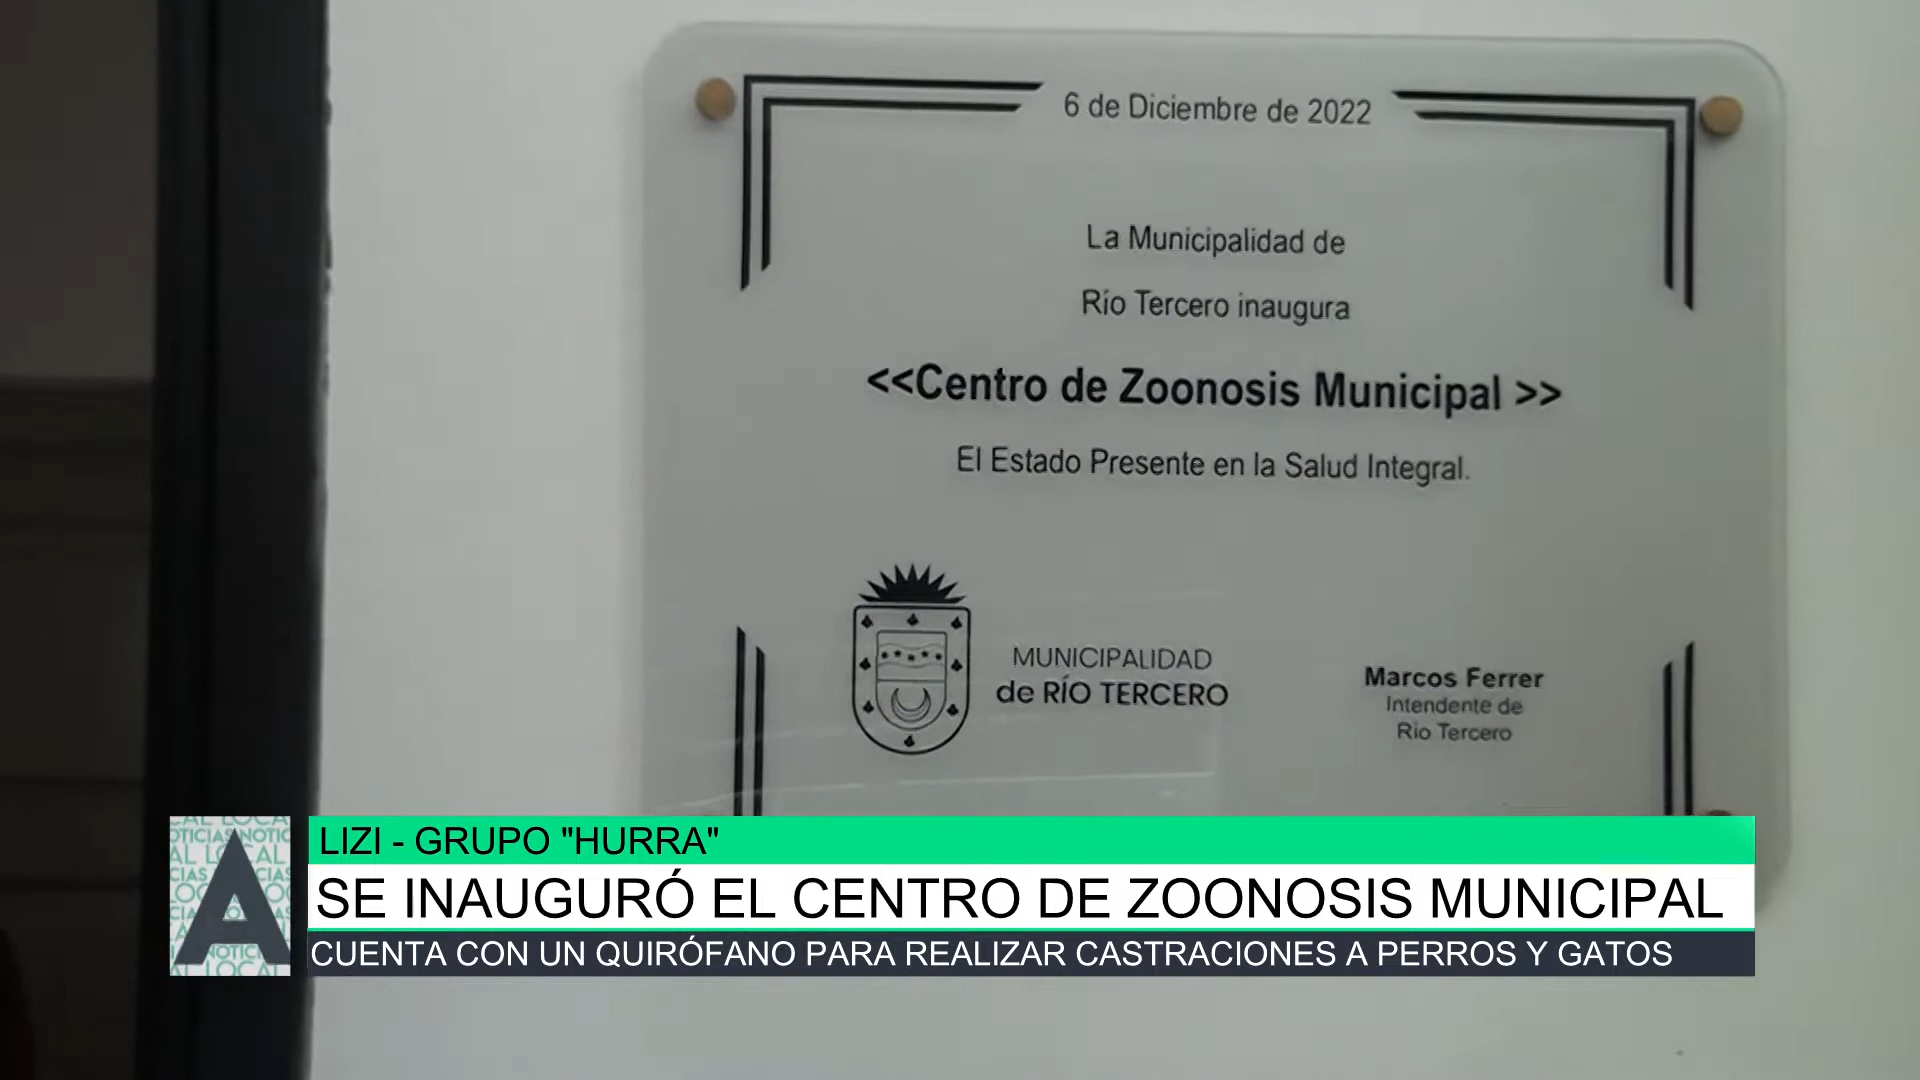 6 de Diciembre de 2022
La Municipalidad de
Río Tercero inaugura
<<Centro de Zoonosis Municipal >>
El Estado Presente en la Salud Integral.
MUNICIPALIDAD
de RÍO TERCERO
Marcos Ferrer
Intendente de
Río Tercero
LIZI - GRUPO "HURRA"
SE INAUGURÓ EL CENTRO DE ZOONOSIS MUNICIPAL
CUENTA CON UN QUIRÓFANO PARA REALIZAR CASTRACIONES A PERROS Y GATOS
A